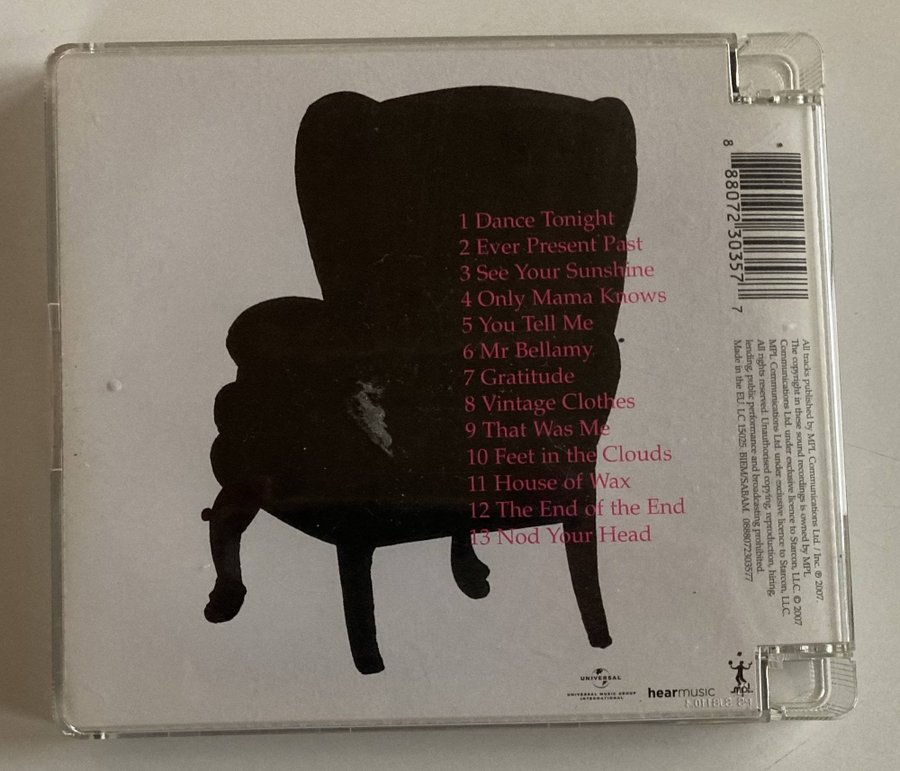 1 Dance Tonight
2 Ever Present Past
3 See Your Sunshine
4 Only Mama Knows
5 You Tell Me
6 Mr Bellamy
7 Gratitude
8 Vintage Clothes
9 That Was Me
10 Feet in the Clouds
11 House of Wax
12 The End of the End
13 Nod Your Head
8 88072 30357 7
All tracks published by MPL Communications Ltd. / Inc. ℗ 2007.
The copyright in these sound recordings is owned by MPL
Communications Ltd. under exclusive licence to Starcon, LLC. © 2007
MPL Communications Ltd. under exclusive licence to Starcon, LLC.
All rights reserved. Unauthorised copying, reproduction, hiring,
lending, public performance and broadcasting prohibited.
Made in the EU. LC 15025. BIEM/SABAM. 0888072303577
UNIVERSAL
UNIVERSAL MUSIC GROUP
INTERNATIONAL
hearmusic
mpl